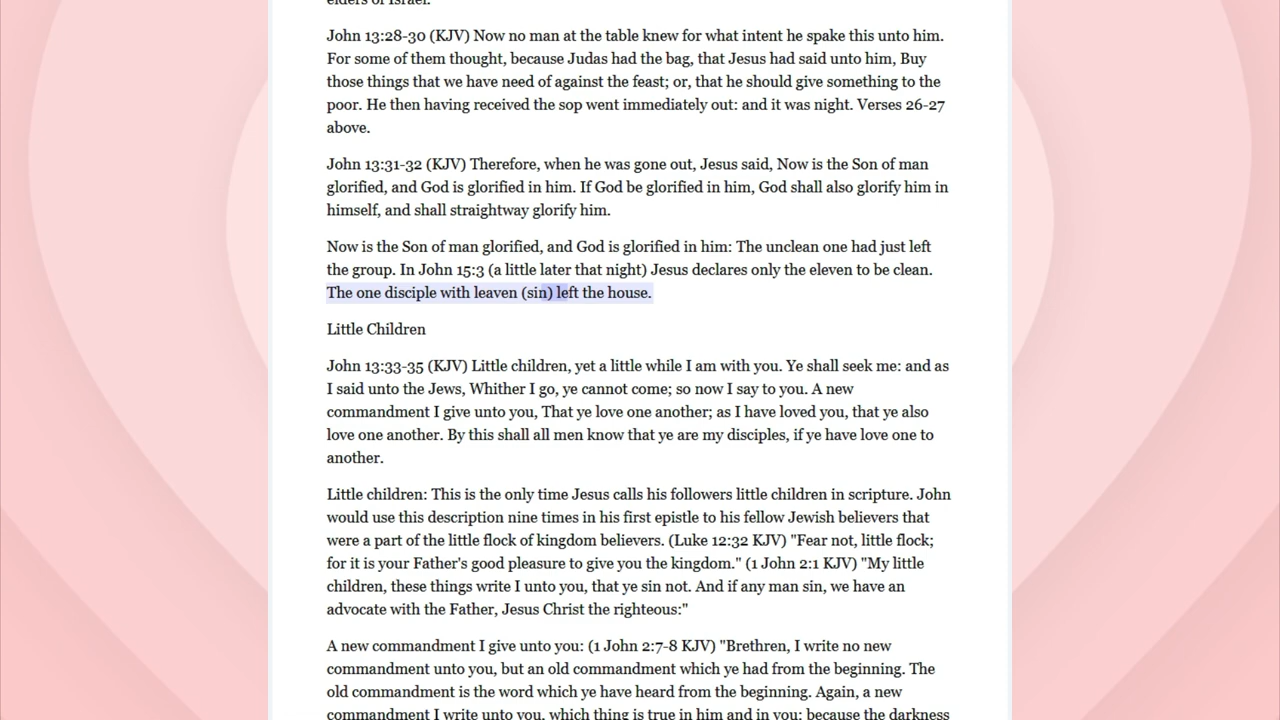 elders of Israel.
John 13:28-30 (KJV) Now no man at the table knew for what intent he spake this unto him.
For some of them thought, because Judas had the bag, that Jesus had said unto him, Buy
those things that we have need of against the feast; or, that he should give something to the
poor. He then having received the sop went immediately out: and it was night. Verses 26-27
above.
John 13:31-32 (KJV) Therefore, when he was gone out, Jesus said, Now is the Son of man
glorified, and God is glorified in him. If God be glorified in him, God shall also glorify him in
himself, and shall straightway glorify him.
Now is the Son of man glorified, and God is glorified in him: The unclean one had just left
the group. In John 15:3 (a little later that night) Jesus declares only the eleven to be clean.
The one disciple with leaven (sin) left the house.
Little Children
John 13:33-35 (KJV) Little children, yet a little while I am with you. Ye shall seek me: and as
I said unto the Jews, Whither I go, ye cannot come; so now I say to you. A new
commandment I give unto you, That ye love one another; as I have loved you, that ye also
love one another. By this shall all men know that ye are my disciples, if ye have love one to
another.
Little children: This is the only time Jesus calls his followers little children in scripture. John
would use this description nine times in his first epistle to his fellow Jewish believers that
were a part of the little flock of kingdom believers. (Luke 12:32 KJV) "Fear not, little flock;
for it is your Father's good pleasure to give you the kingdom." (1 John 2:1 KJV) "My little
children, these things write I unto you, that ye sin not. And if any man sin, we have an
advocate with the Father, Jesus Christ the righteous:"
A new commandment I give unto you: (1 John 2:7-8 KJV) "Brethren, I write no new
commandment unto you, but an old commandment which ye had from the beginning. The
old commandment is the word which ye have heard from the beginning. Again, a new
commandment I write unto you, which thing is true in him and in you: because the darkness